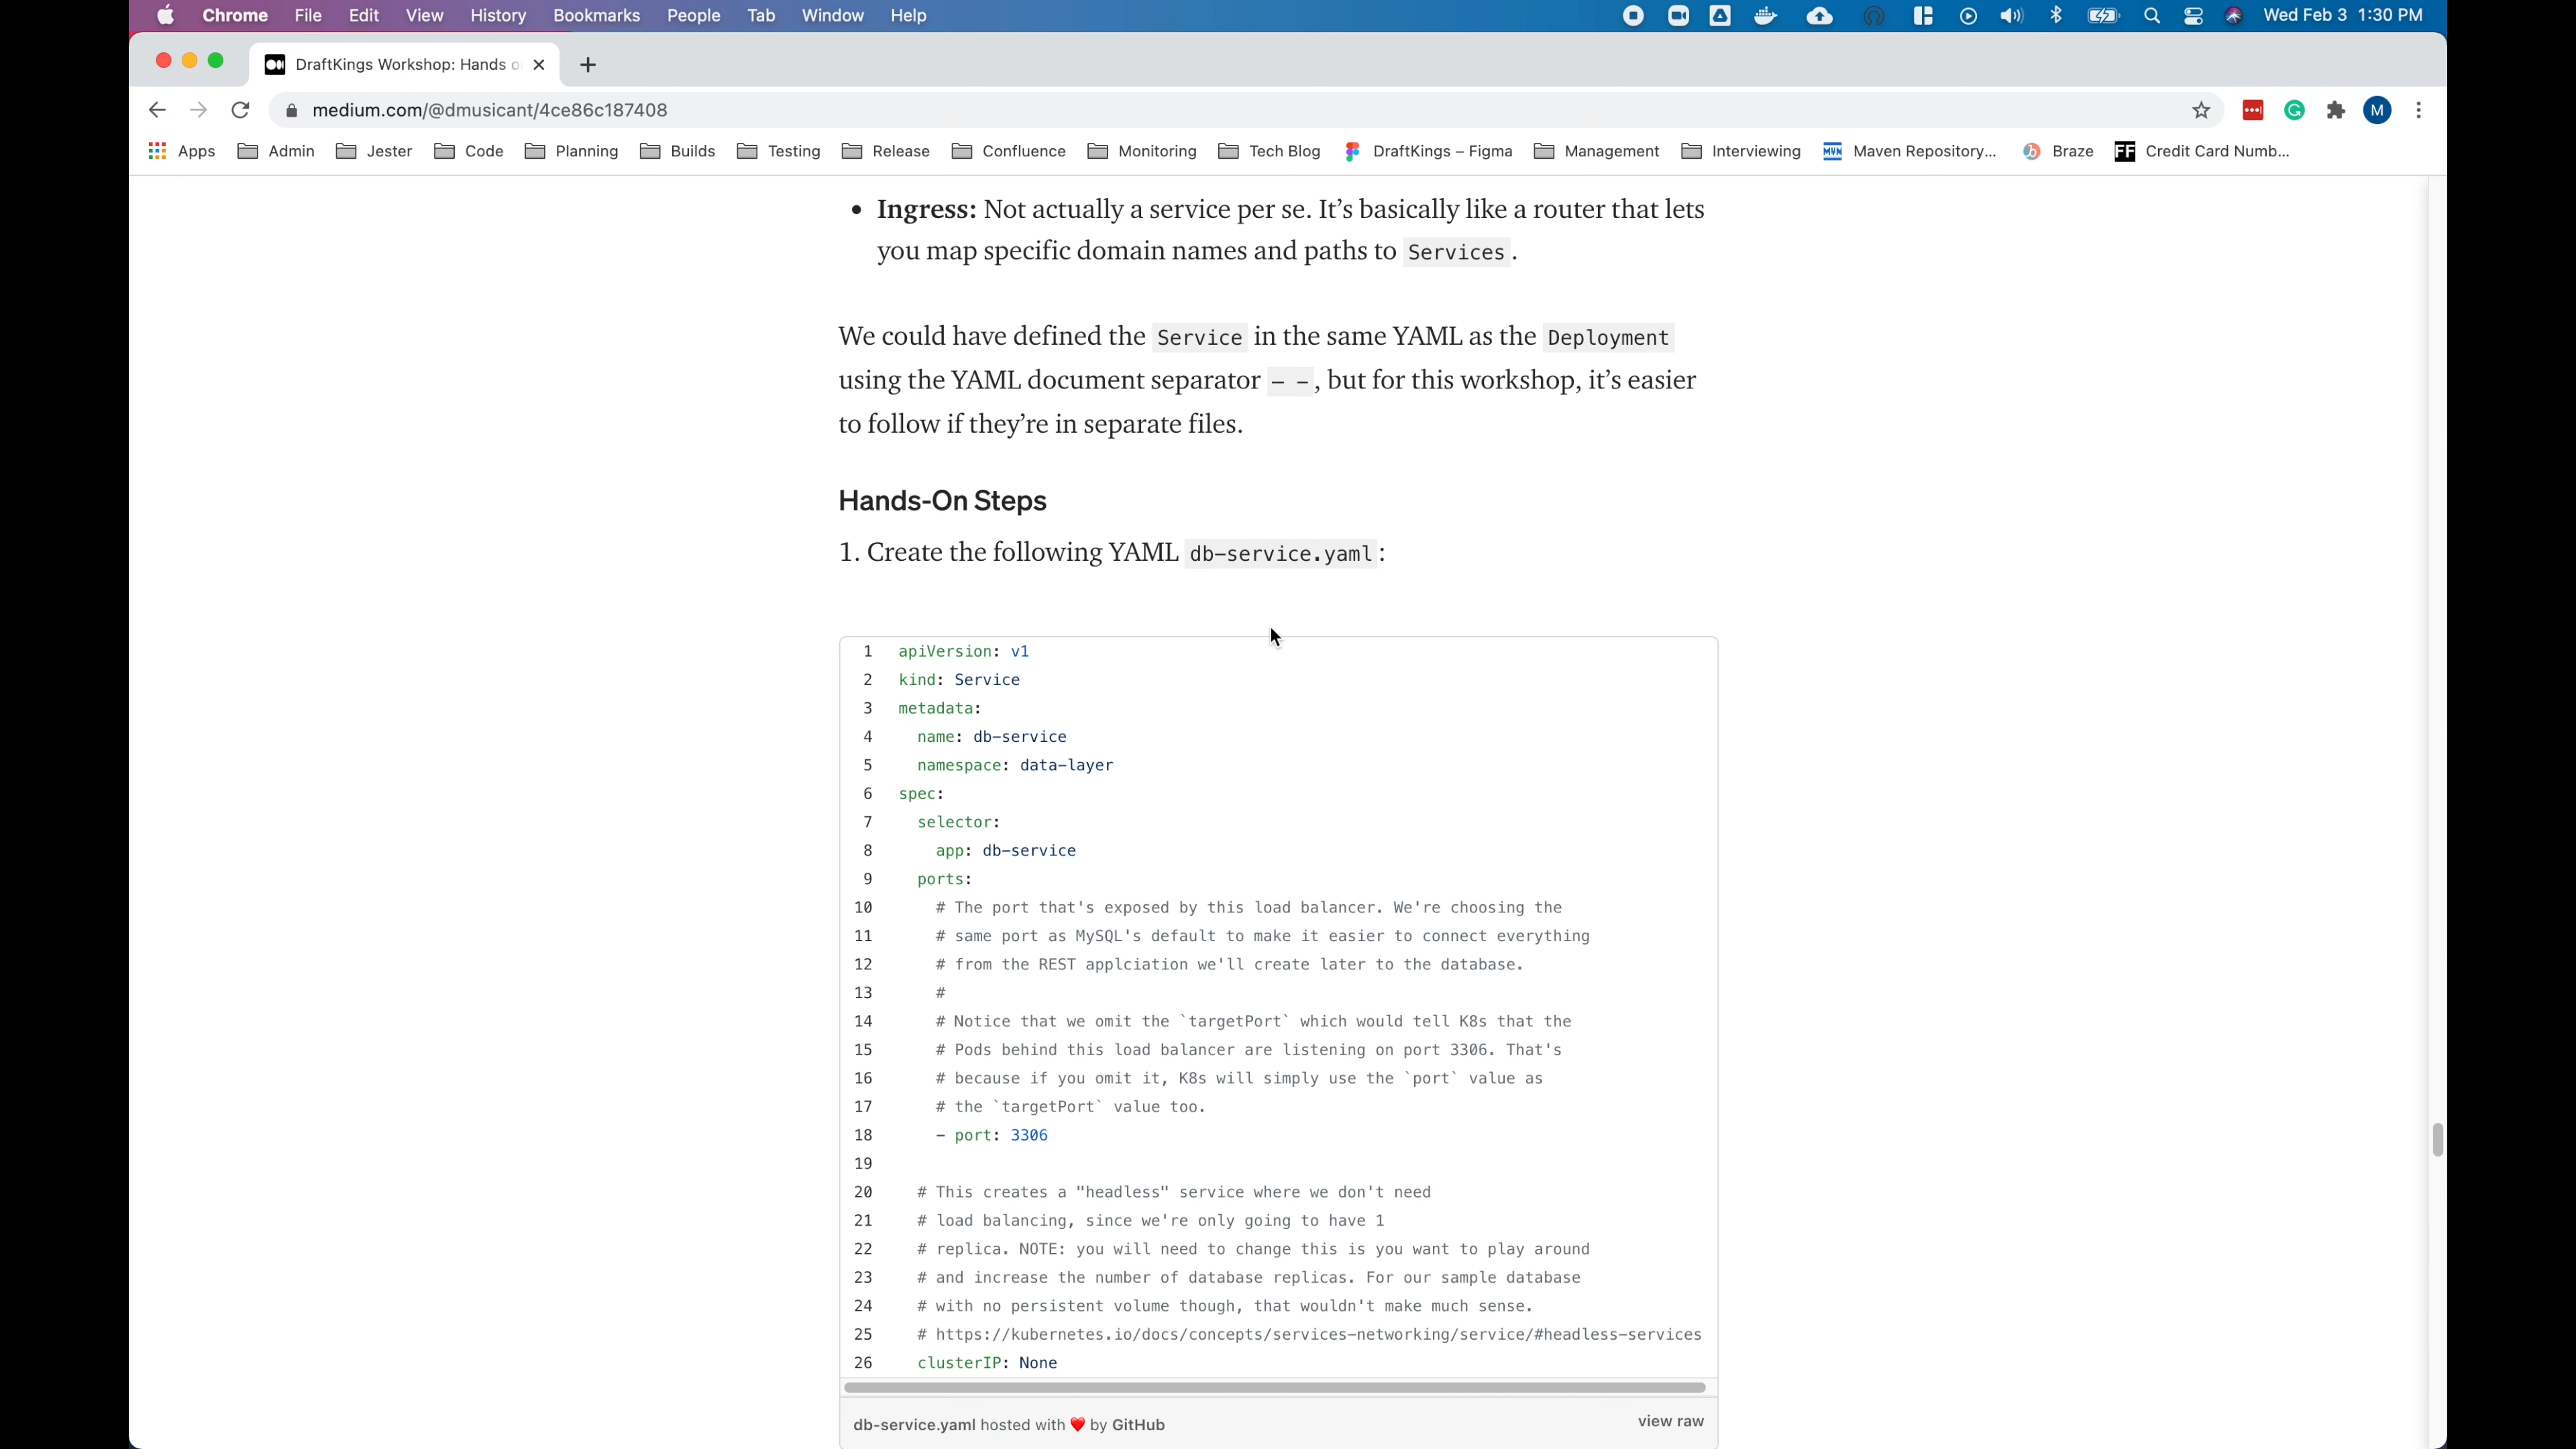 Chrome File Edit View History Bookmarks People Tab Window Help Wed Feb 3 1:30 PM
DraftKings Workshop: Hands o
medium.com/@dmusicant/4ce86c187408 M
Apps Admin Jester Code Planning Builds Testing Release Confluence Monitoring Tech Blog DraftKings – Figma Management Interviewing MVN Maven Repository... Braze FF Credit Card Numb...
• Ingress: Not actually a service per se. It’s basically like a router that lets
you map specific domain names and paths to Services.
We could have defined the Service in the same YAML as the Deployment
using the YAML document separator – –, but for this workshop, it’s easier
to follow if they’re in separate files.
Hands-On Steps
1. Create the following YAML db-service.yaml:
1 apiVersion: v1
2 kind: Service
3 metadata:
4 name: db-service
5 namespace: data-layer
6 spec:
7 selector:
8 app: db-service
9 ports:
10 # The port that's exposed by this load balancer. We're choosing the
11 # same port as MySQL's default to make it easier to connect everything
12 # from the REST applciation we'll create later to the database.
13 #
14 # Notice that we omit the `targetPort` which would tell K8s that the
15 # Pods behind this load balancer are listening on port 3306. That's
16 # because if you omit it, K8s will simply use the `port` value as
17 # the `targetPort` value too.
18 - port: 3306
19
20 # This creates a "headless" service where we don't need
21 # load balancing, since we're only going to have 1
22 # replica. NOTE: you will need to change this is you want to play around
23 # and increase the number of database replicas. For our sample database
24 # with no persistent volume though, that wouldn't make much sense.
25 # https://kubernetes.io/docs/concepts/services-networking/service/#headless-services
26 clusterIP: None
db-service.yaml hosted with ❤ by GitHub view raw